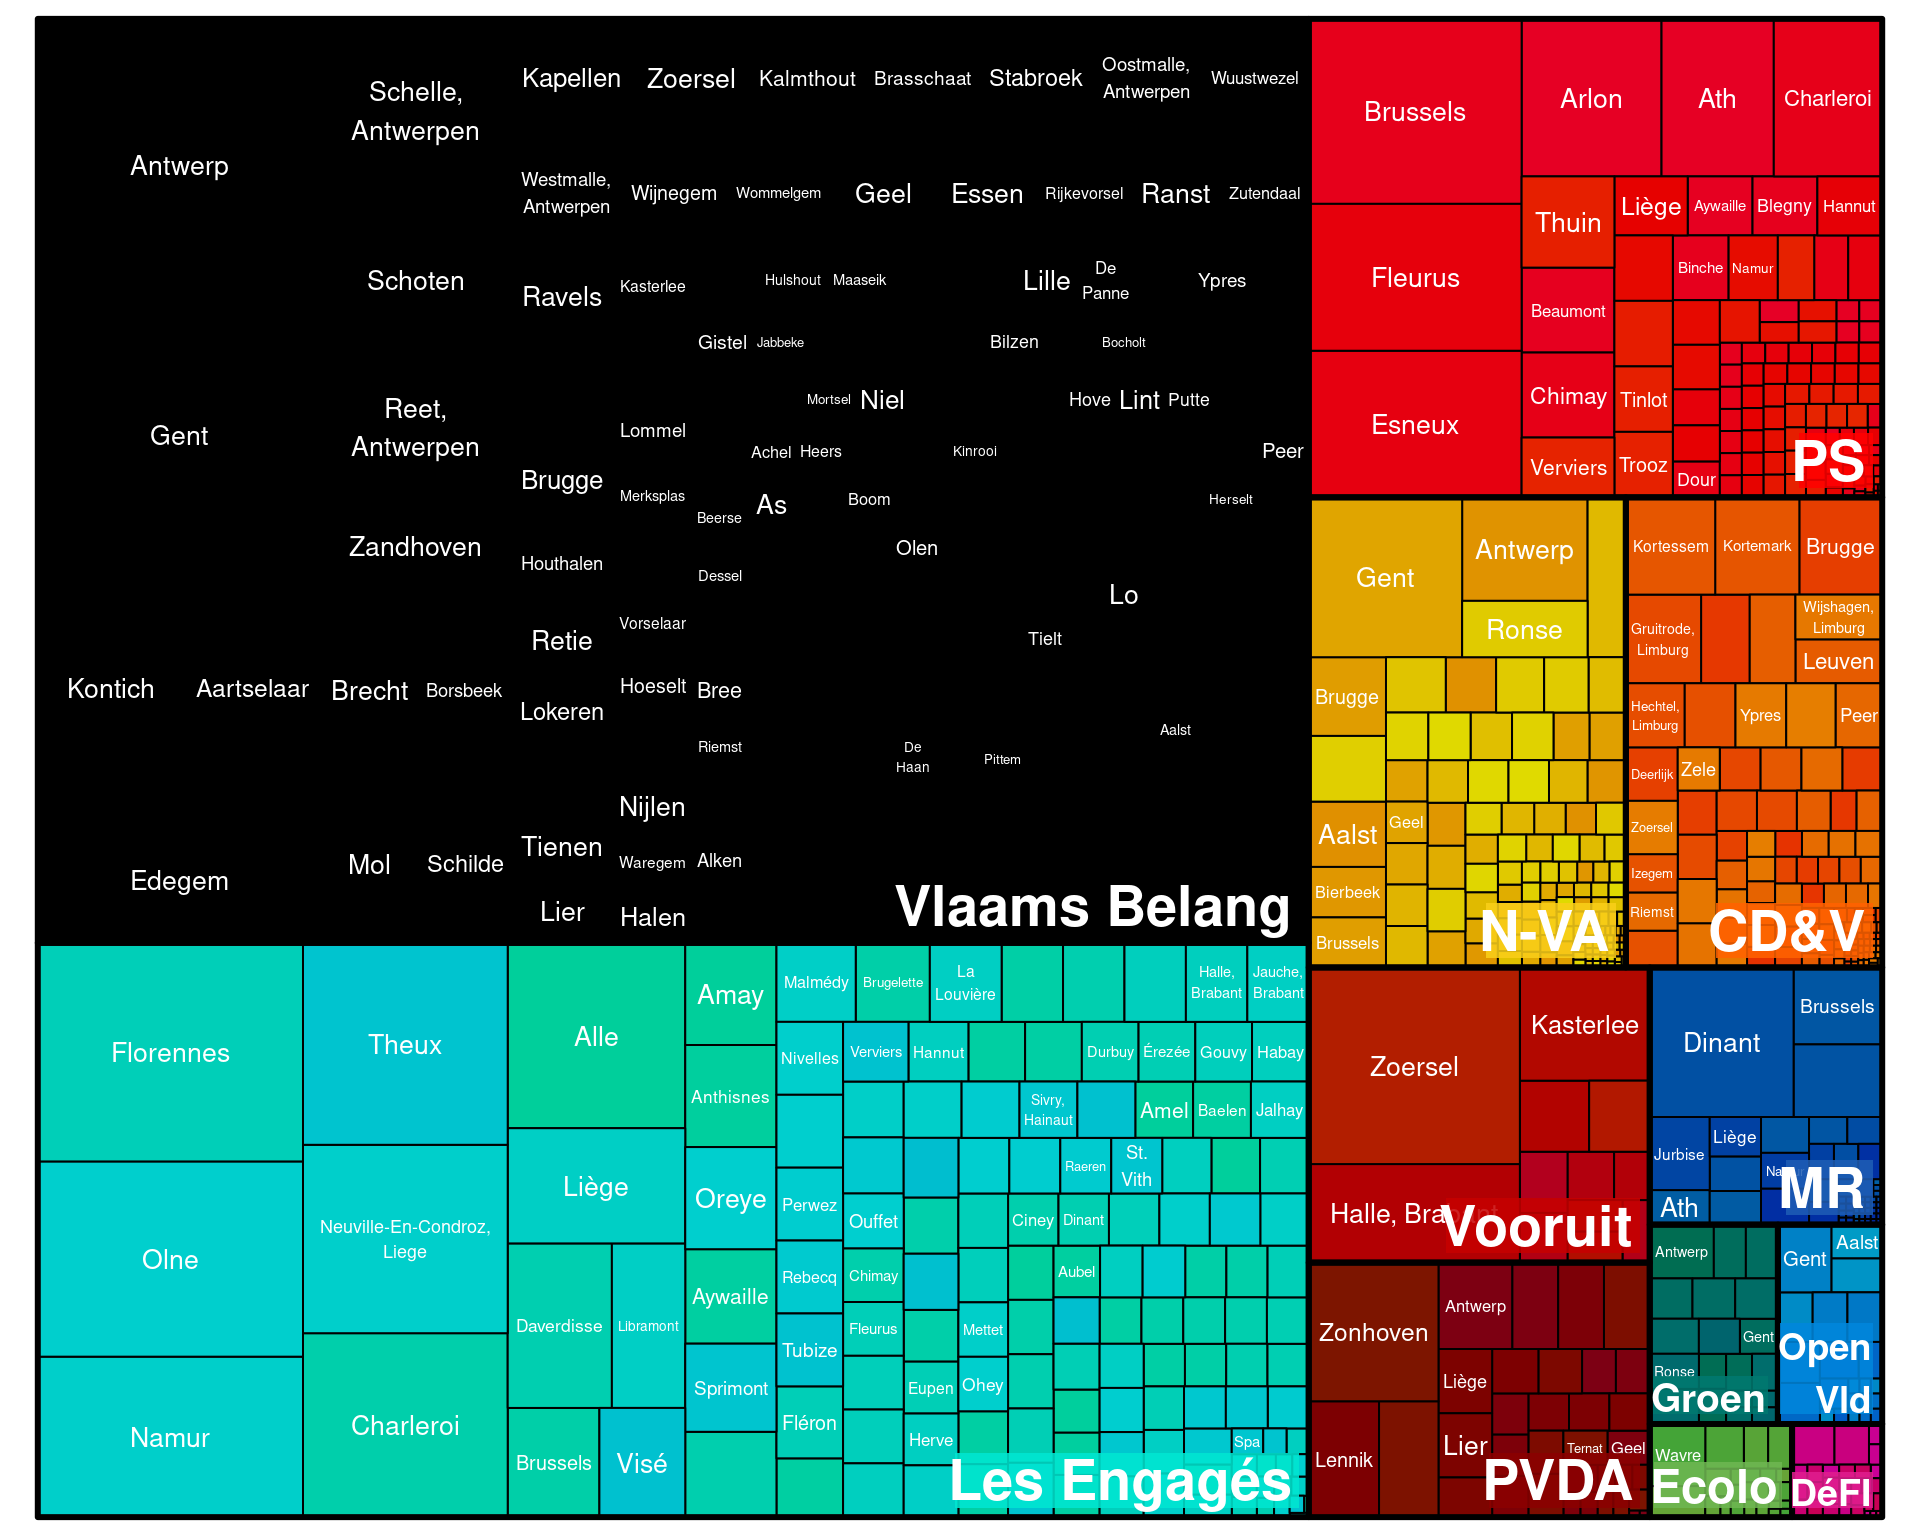 Kapellen
Zoersel
Kalmthout
Brasschaat
Stabroek
Oostmalle,
Antwerpen
Wuustwezel
Schelle,
Antwerpen
Antwerp
Westmalle,
Antwerpen
Wijnegem
Wommelgem
Geel
Essen
Rijkevorsel
Ranst
Zutendaal
Schoten
Ravels
Kasterlee
Hulshout
Maaseik
Lille
De
Panne
Ypres
Gistel
Jabbeke
Bilzen
Bocholt
Gent
Reet,
Antwerpen
Lommel
Mortsel
Niel
Hove
Lint
Putte
Achel
Heers
Kinrooi
Peer
Brugge
Merksplas
Beerse
As
Boom
Herselt
Zandhoven
Houthalen
Dessel
Olen
Lo
Retie
Vorselaar
Tielt
Kontich
Aartselaar
Brecht
Borsbeek
Lokeren
Hoeselt
Bree
Riemst
De
Haan
Pittem
Aalst
Nijlen
Edegem
Mol
Schilde
Tienen
Waregem
Alken
Lier
Halen
Vlaams Belang
Brussels
Arlon
Ath
Charleroi
Fleurus
Esneux
Thuin
Liège
Aywaille
Blegny
Hannut
Beaumont
Binche
Namur
Chimay
Tinlot
Verviers
Trooz
Dour
PS
Gent
Antwerp
Ronse
Brugge
Aalst
Geel
Bierbeek
Brussels
N-VA
Kortessem
Kortemark
Brugge
Gruitrode,
Limburg
Wijshagen,
Limburg
Leuven
Hechtel,
Limburg
Ypres
Peer
Deerlijk
Zele
Zoersel
Izegem
Riemst
CD&V
Florennes
Theux
Alle
Amay
Malmédy
Brugelette
La
Louvière
Halle,
Brabant
Jauche,
Brabant
Anthisnes
Nivelles
Verviers
Hannut
Durbuy
Érezée
Gouvy
Habay
Sivry,
Hainaut
Amel
Baelen
Jalhay
Olne
Neuville-En-Condroz,
Liege
Liège
Oreye
Perwez
Ouffet
Raeren
St.
Vith
Ciney
Dinant
Daverdisse
Libramont
Aywaille
Rebecq
Chimay
Aubel
Fleurus
Mettet
Namur
Charleroi
Sprimont
Tubize
Eupen
Ohey
Brussels
Visé
Fléron
Herve
Spa
Les Engagés
Zoersel
Kasterlee
Halle, Brabant
Vooruit
Dinant
Brussels
Jurbise
Liège
Namur
Ath
MR
Zonhoven
Antwerp
Liège
Lennik
Lier
Ternat
Geel
PVDA
Antwerp
Gent
Ronse
Groen
Gent
Aalst
Open
Vld
Wavre
Ecolo
DéFI